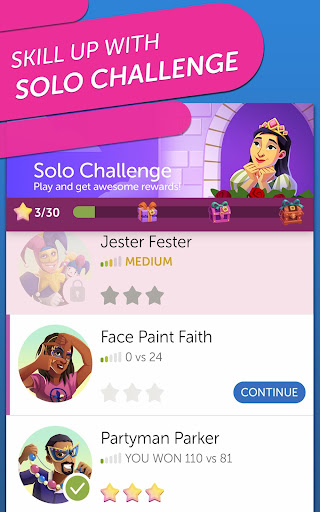 SKILL UP WITH
SOLO CHALLENGE
Solo Challenge
Play and get awesome rewards!
3/30
Jester Fester
MEDIUM
Face Paint Faith
0 vs 24
CONTINUE
Partyman Parker
YOU WON 110 vs 81